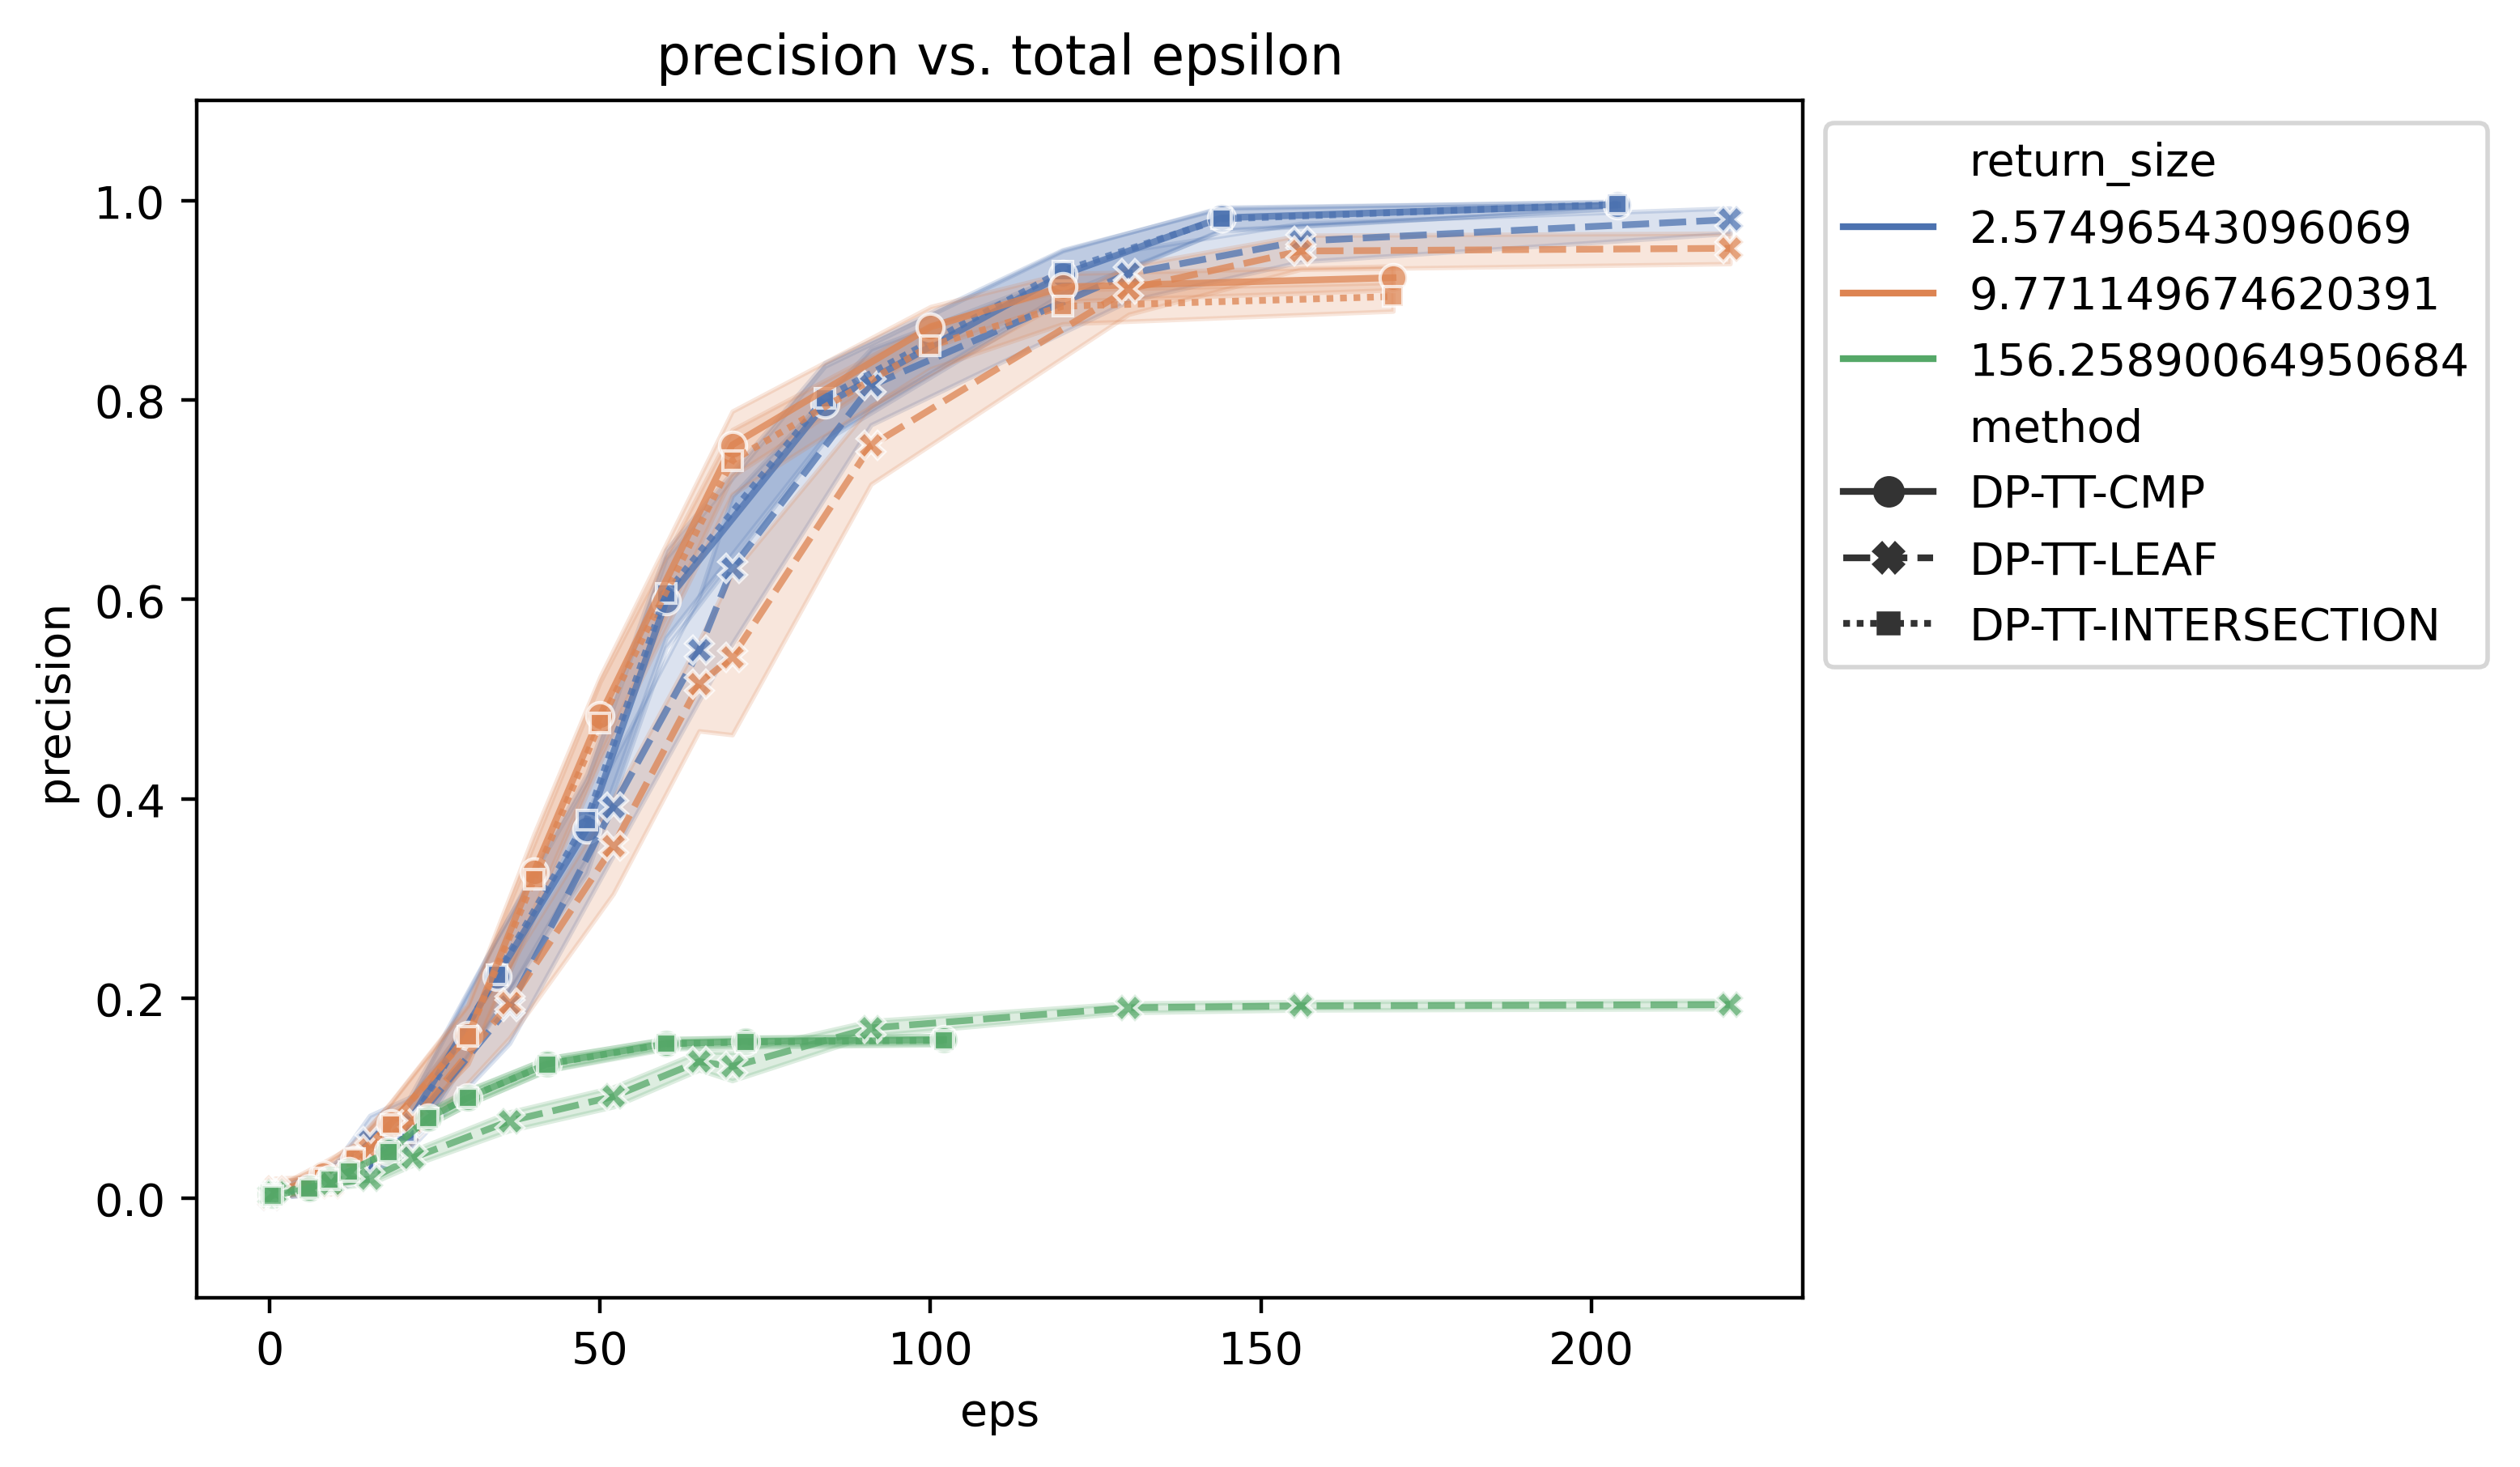 precision vs. total epsilon
precision
1.0
0.8
0.6
0.4
0.2
0.0
0
50
100
150
200
eps
return_size
2.57496543096069
9.771149674620391
156.25890064950684
method
DP-TT-CMP
DP-TT-LEAF
DP-TT-INTERSECTION